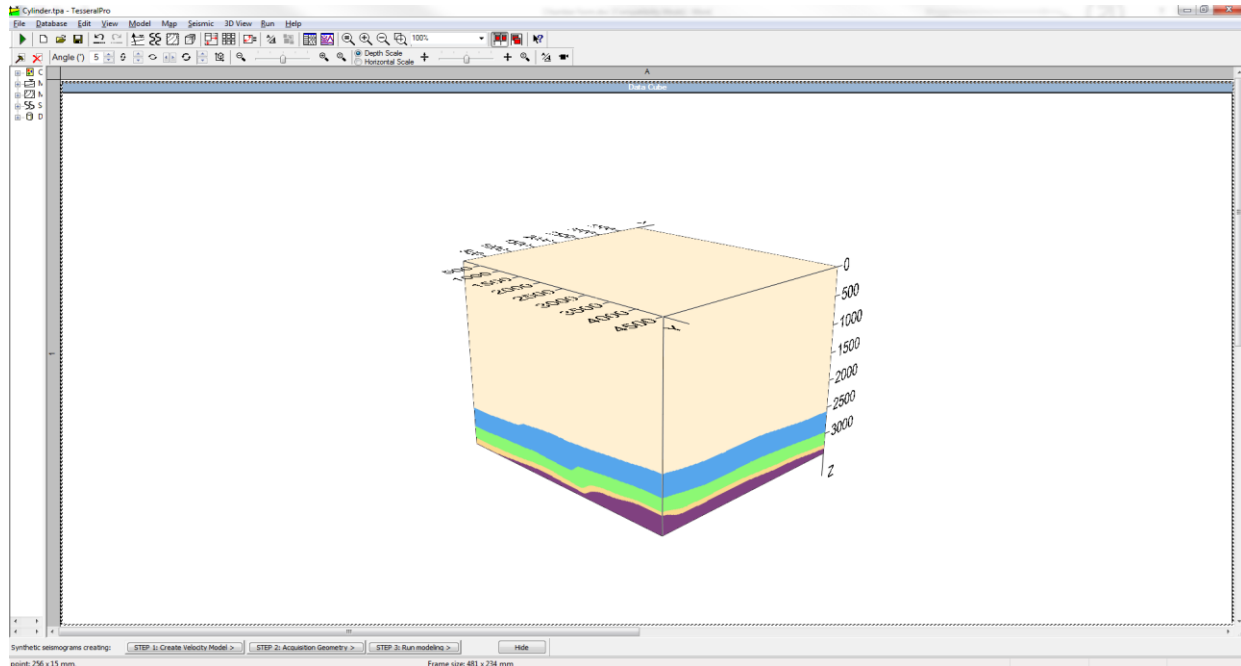 Cylinder.tpa - TesseralPro
File Database Edit View Model Map Seismic 3D View Run Help
100%
Angle (°) 5 Depth Scale
Horizontal Scale
A
Data Cube
C
M
M
S
D
1
0
500
1000
1500
2000
2500
3000
Z
500
1000
1500
2000
2500
3000
3500
4000
4500
Synthetic seismograms creating: STEP 1: Create Velocity Model > STEP 2: Acquisition Geometry > STEP 3: Run modeling > Hide
point: 256 x 15 mm Frame size: 481 x 234 mm